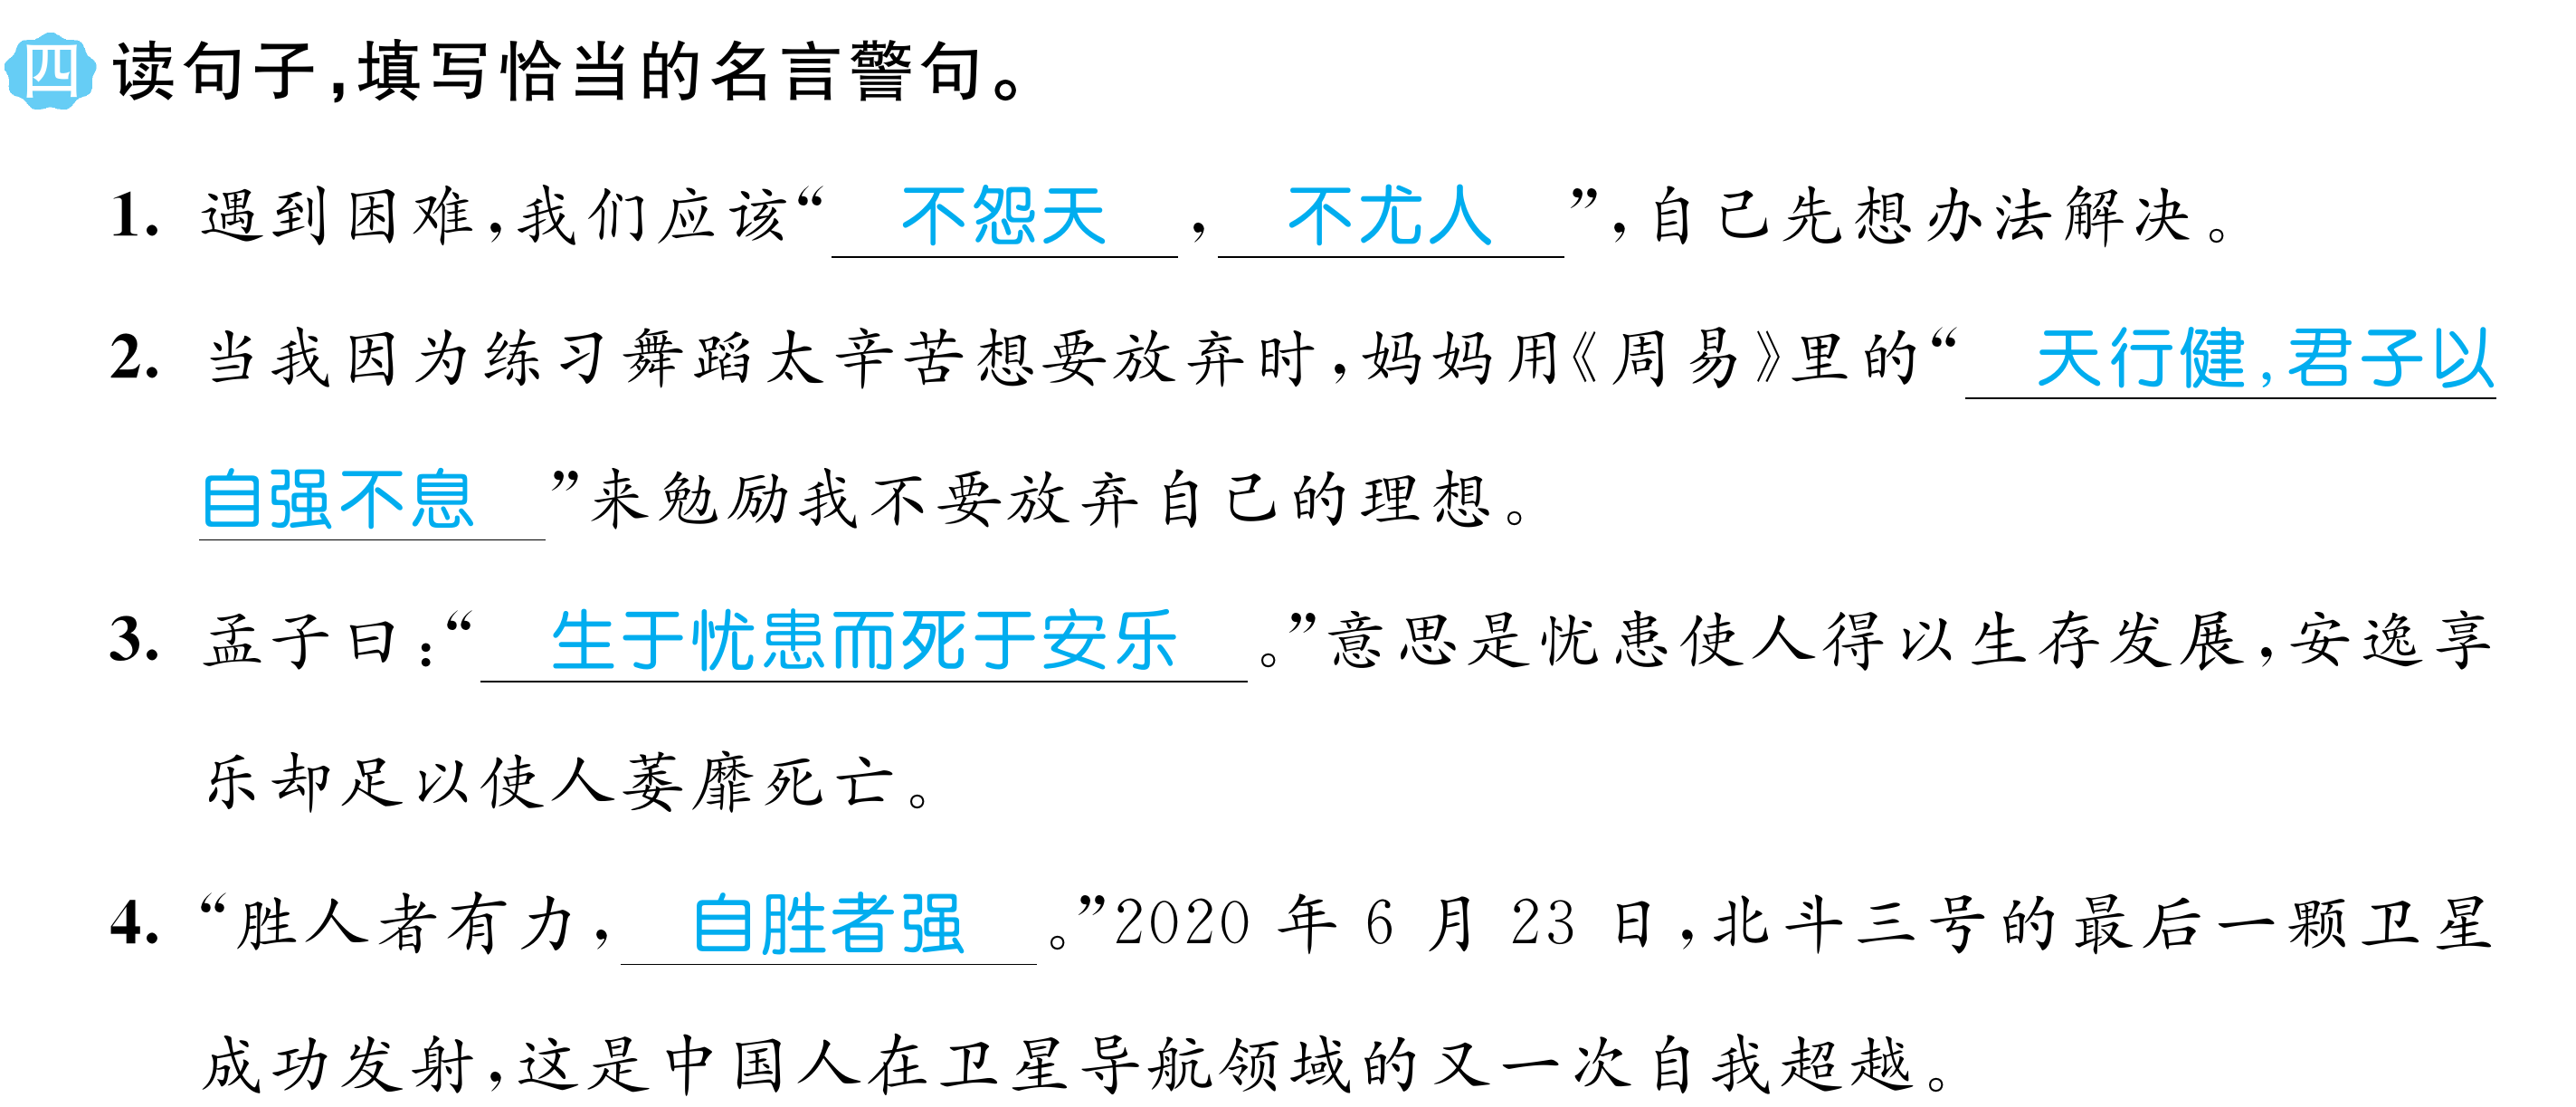 四 读句子,填写恰当的名言警句。
1. 遇到困难,我们应该“不怨天,不尤人”,自己先想办法解决。
2. 当我因为练习舞蹈太辛苦想要放弃时,妈妈用《周易》里的“天行健,君子以
自强不息”来勉励我不要放弃自己的理想。
3. 孟子曰:“生于忧患而死于安乐。”意思是忧患使人得以生存发展,安逸享
乐却足以使人萎靡死亡。
4. “胜人者有力,自胜者强。”2020 年 6 月 23 日,北斗三号的最后一颗卫星
成功发射,这是中国人在卫星导航领域的又一次自我超越。